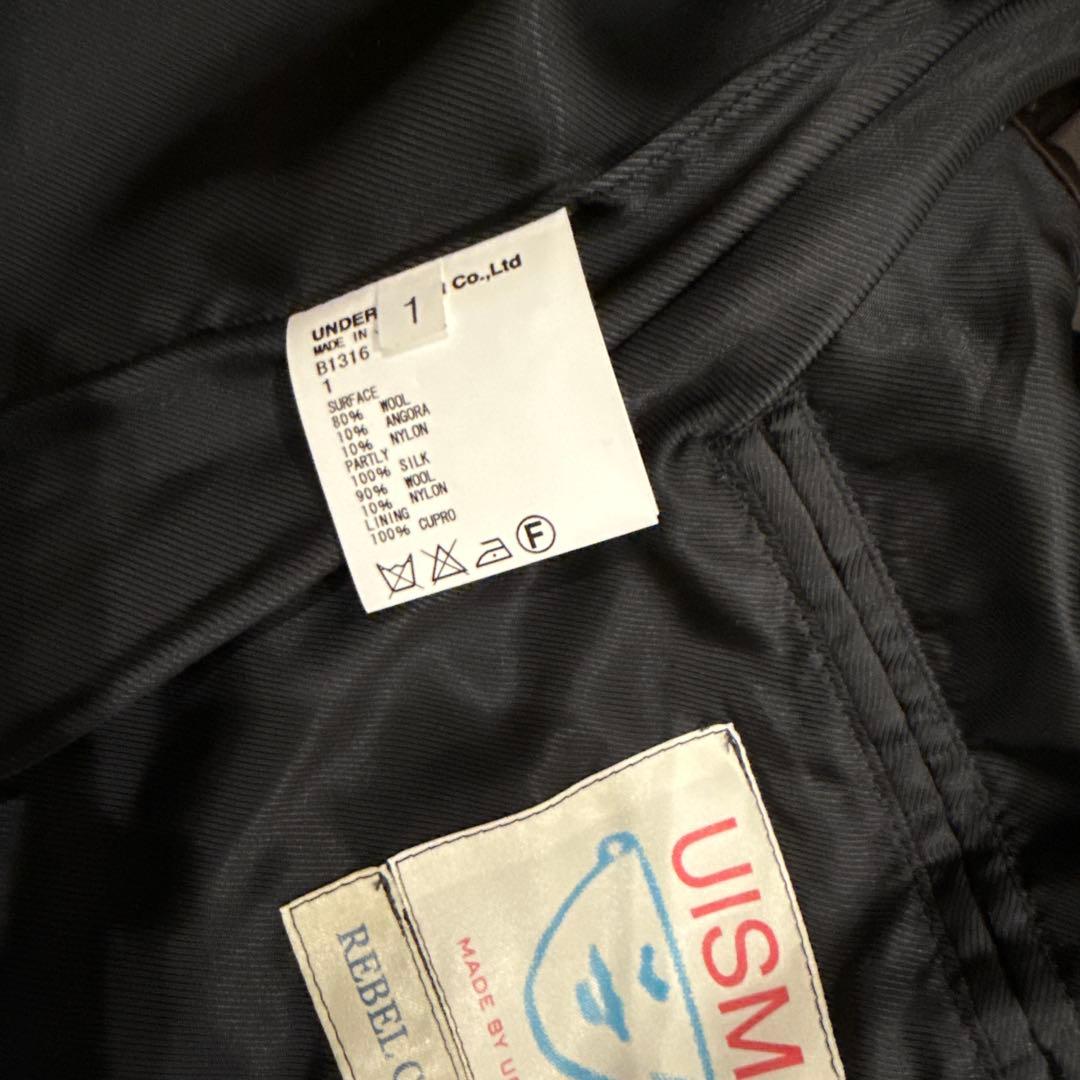 UNDER Co.,Ltd
1
MADE IN
B1316
1
SURFACE
80% WOOL
10% ANGORA
10% NYLON
PARTLY
100% SILK
90% WOOL
10% NYLON
LINING
100% CUPRO
F
UISM
MADE BY
REBEL